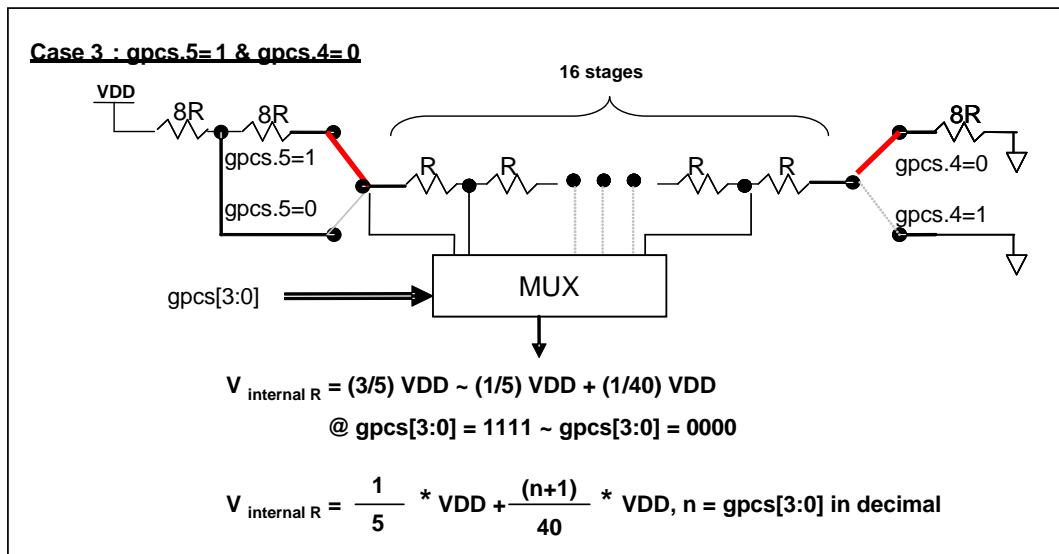 Case 3 : gpcs.5=1 & gpcs.4=0
16 stages
VDD
8R
8R
8R
gpcs.5=1
gpcs.4=0
R
R
R
R
gpcs.5=0
gpcs.4=1
MUX
gpcs[3:0]
V internal R = (3/5) VDD ~ (1/5) VDD + (1/40) VDD
@ gpcs[3:0] = 1111 ~ gpcs[3:0] = 0000
V internal R = 1/5 * VDD + (n+1)/40 * VDD, n = gpcs[3:0] in decimal